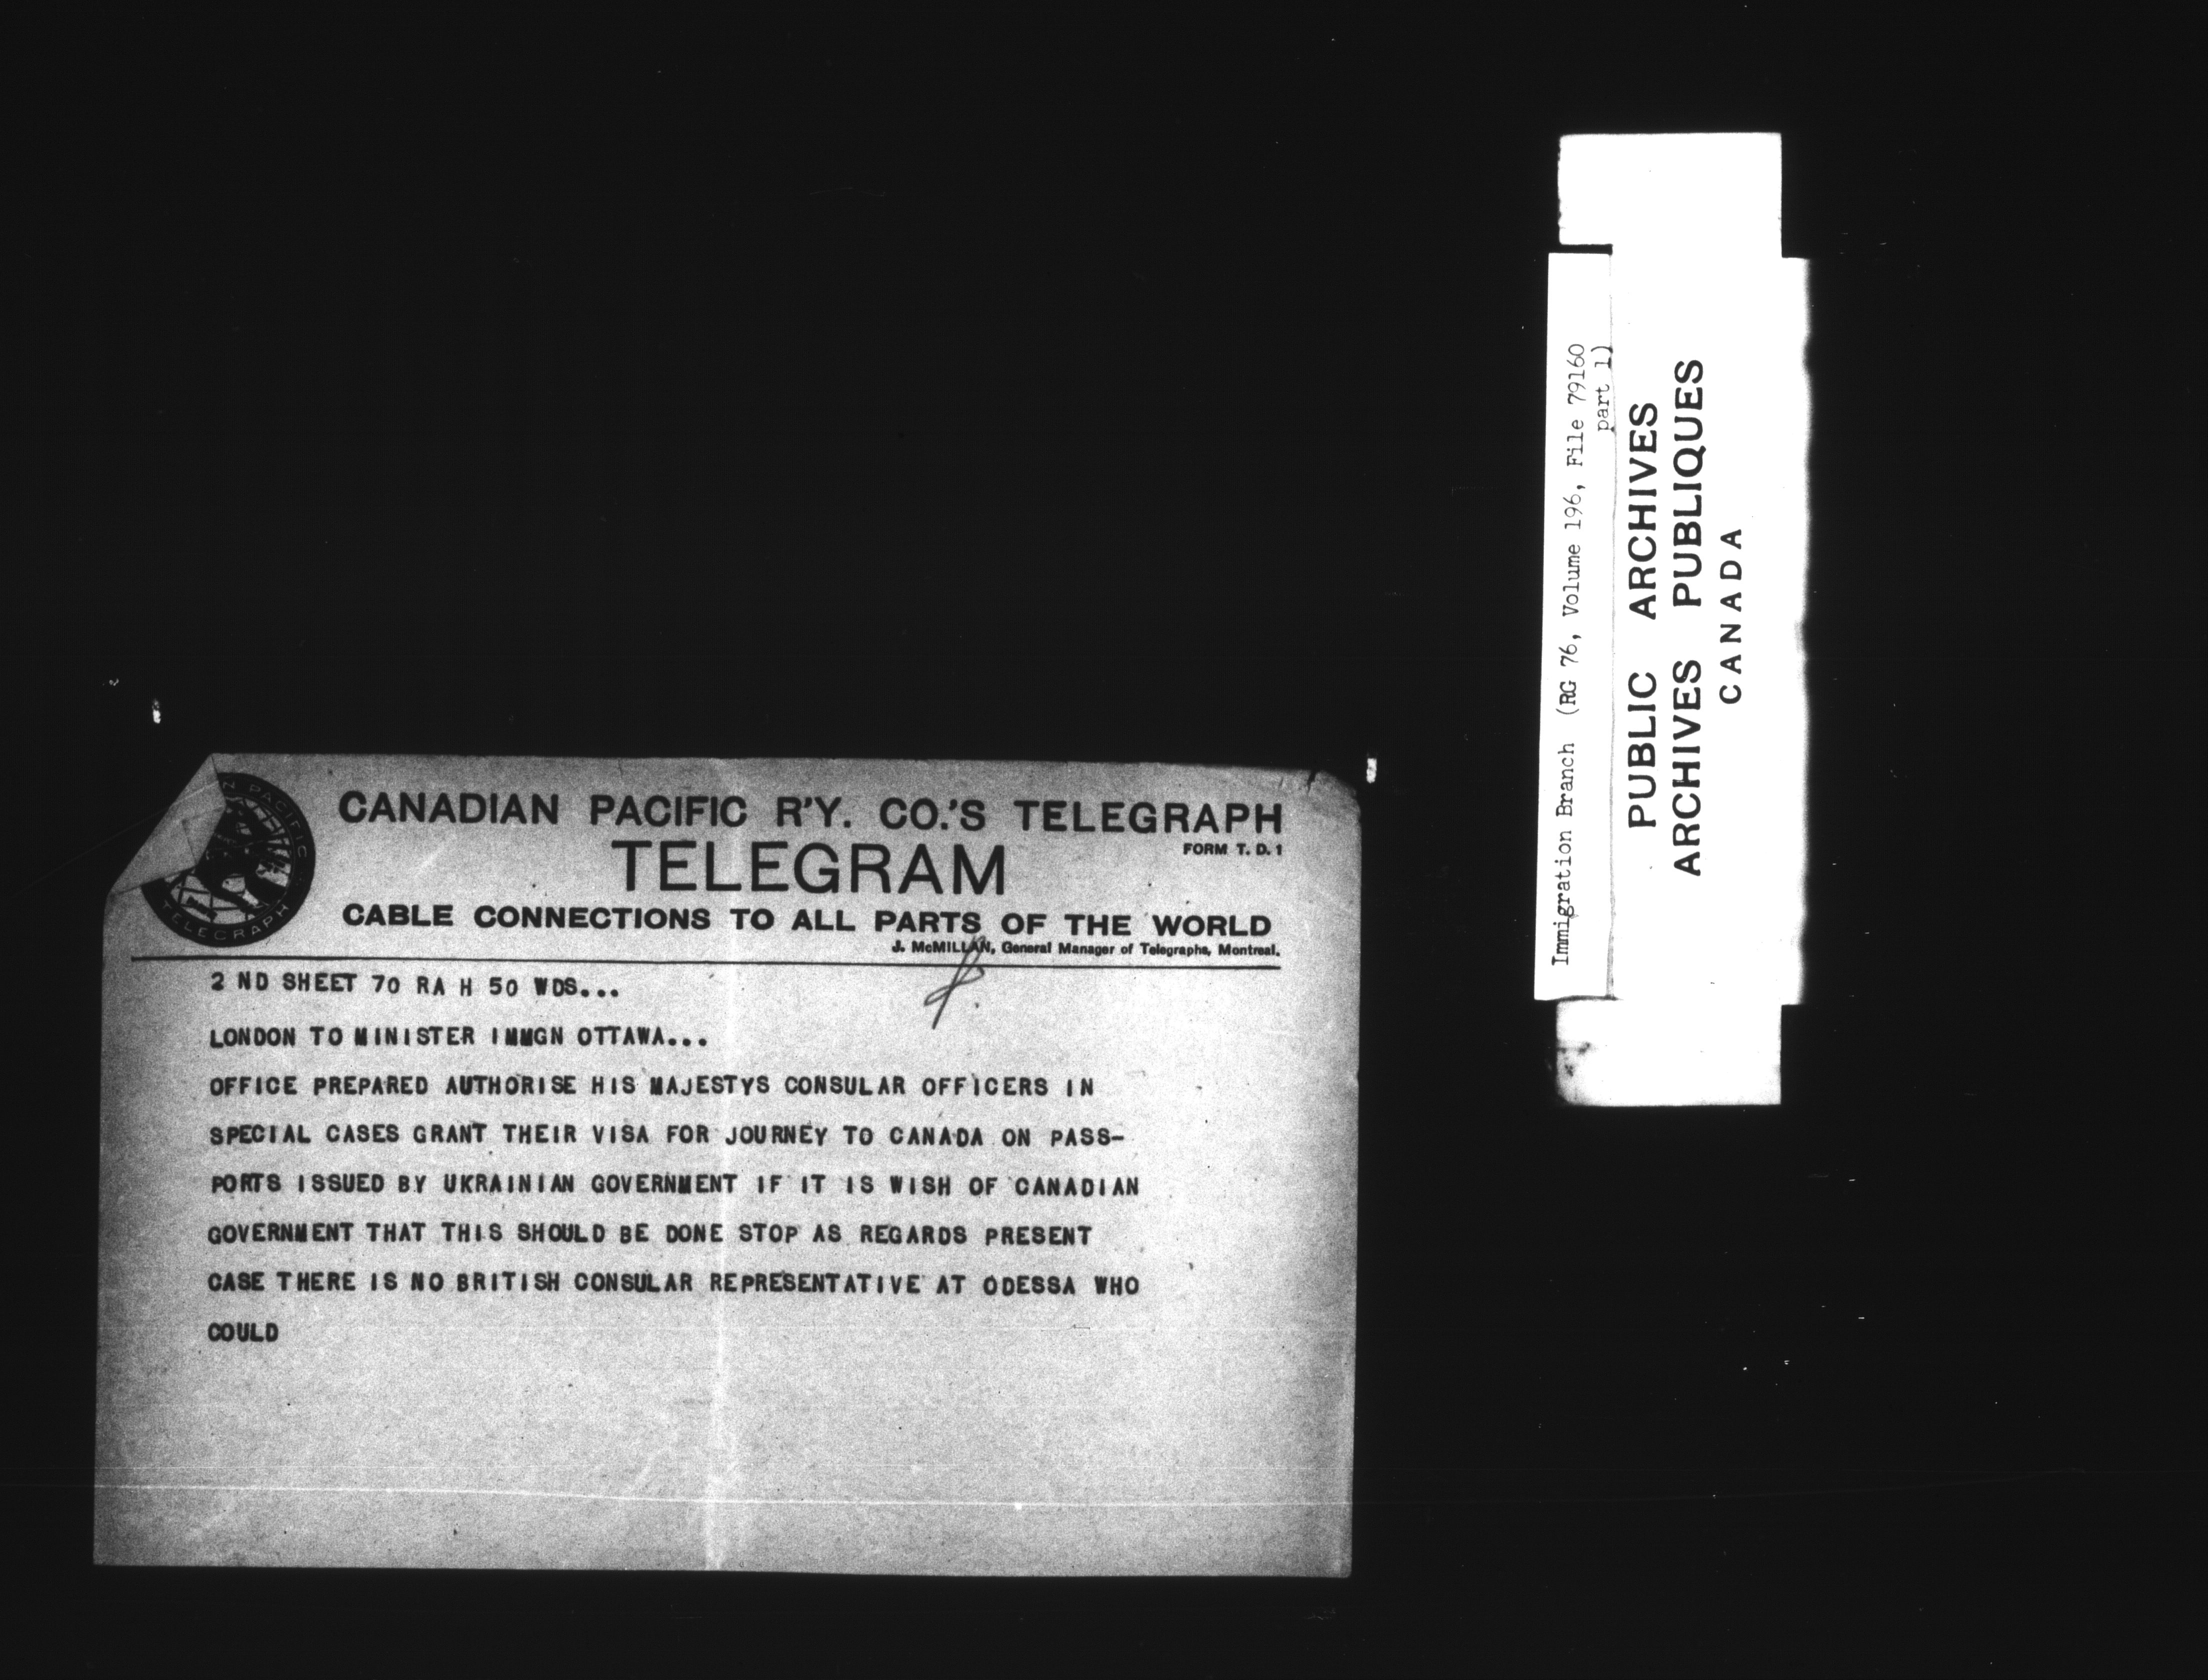 CANADIAN PACIFIC R'Y. CO.'S TELEGRAPH
TELEGRAM
FORM T. D. 1
CABLE CONNECTIONS TO ALL PARTS OF THE WORLD
J. McMILLAN, General Manager of Telegraphs, Montreal.
N PACIFIC
TELEGRAPH
2 ND SHEET 70 RA H 50 WDS...
LONDON TO MINISTER IMMGN OTTAWA...
OFFICE PREPARED AUTHORISE HIS MAJESTYS CONSULAR OFFICERS IN
SPECIAL CASES GRANT THEIR VISA FOR JOURNEY TO CANADA ON PASS-
PORTS ISSUED BY UKRAINIAN GOVERNMENT IF IT IS WISH OF CANADIAN
GOVERNMENT THAT THIS SHOULD BE DONE STOP AS REGARDS PRESENT
CASE THERE IS NO BRITISH CONSULAR REPRESENTATIVE AT ODESSA WHO
COULD
Immigration Branch (RG 76, Volume 196, File 79160
part 1)
PUBLIC ARCHIVES
ARCHIVES PUBLIQUES
CANADA